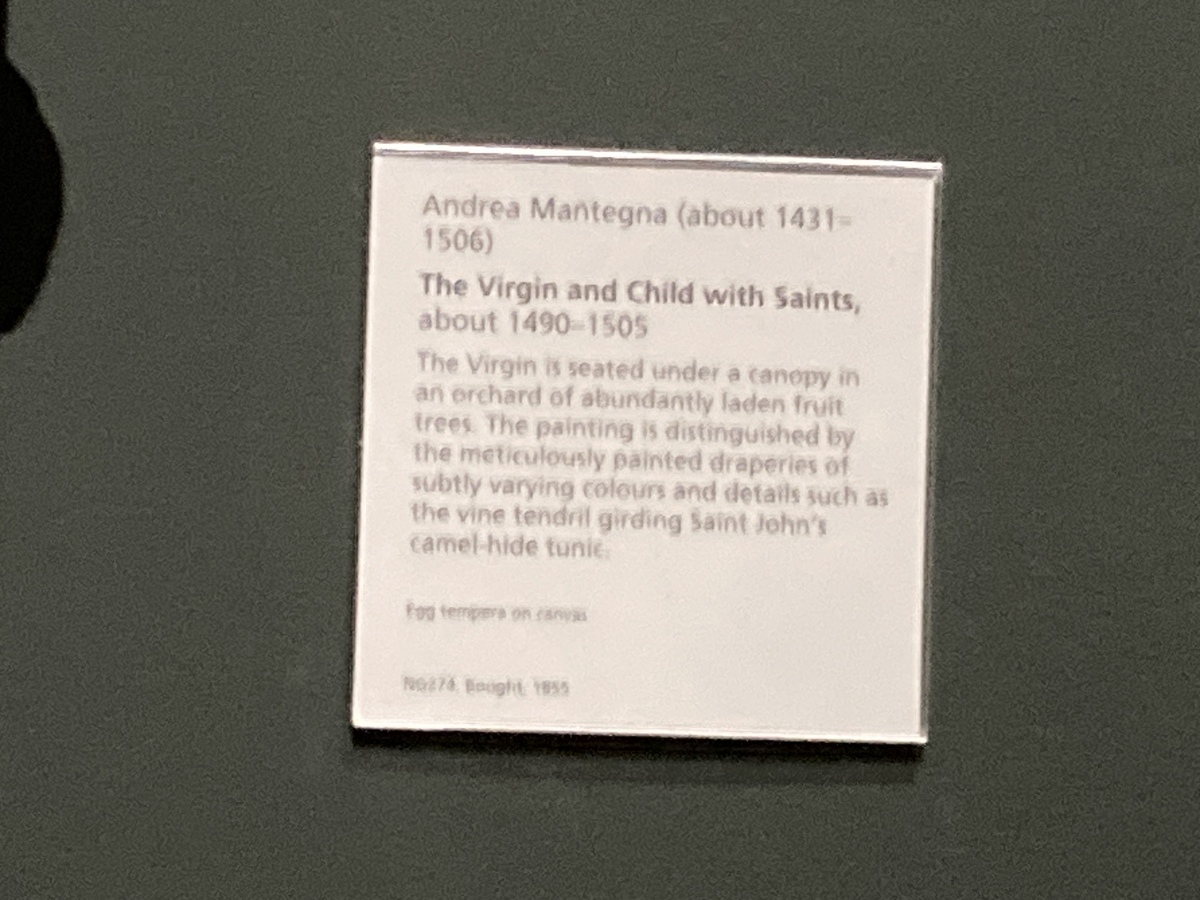 Andrea Mantegna (about 1431–
1506)
The Virgin and Child with Saints,
about 1490–1505
The Virgin is seated under a canopy in
an orchard of abundantly laden fruit
trees. The painting is distinguished by
the meticulously painted draperies of
subtly varying colours and details such as
the vine tendril girding Saint John's
camel-hide tunic.
Egg tempera on canvas
NG274. Bought, 1855